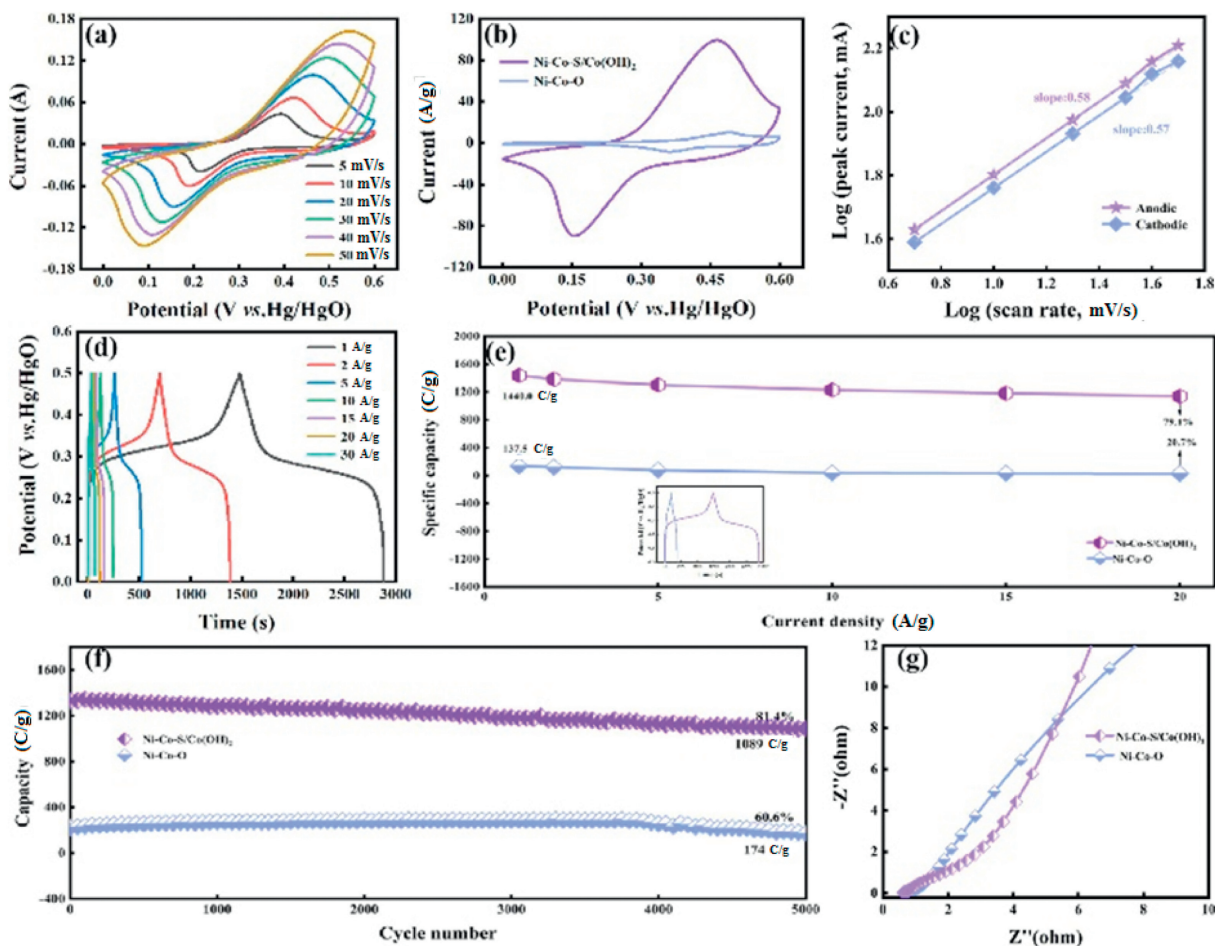 (a)
0.18
0.12
0.06
0.00
-0.06
-0.12
-0.18
Current (A)
5 mV/s
10 mV/s
20 mV/s
30 mV/s
40 mV/s
50 mV/s
0.0 0.1 0.2 0.3 0.4 0.5 0.6
Potential (V vs.Hg/HgO)
(b)
120
80
40
0
-40
-80
-120
Current (A/g)
Ni-Co-S/Co(OH)2
Ni-Co-O
0.00 0.15 0.30 0.45 0.60
Potential (V vs.Hg/HgO)
(c)
2.2
2.0
1.8
1.6
Log (peak current, mA)
slope:0.58
slope:0.57
Anodic
Cathodic
0.6 0.8 1.0 1.2 1.4 1.6 1.8
Log (scan rate, mV/s)
(d)
0.6
0.5
0.4
0.3
0.2
0.1
0.0
Potential (V vs.Hg/HgO)
1 A/g
2 A/g
5 A/g
10 A/g
15 A/g
20 A/g
30 A/g
0 500 1000 1500 2000 2500 3000
Time (s)
(e)
1600
1200
800
400
0
-400
-800
-1200
-1600
Specific capacity (C/g)
1440.0 C/g
79.1%
137.5 C/g
20.7%
Ni-Co-S/Co(OH)2
Ni-Co-O
5 10 15 20
Current density (A/g)
(f)
1600
1200
800
400
0
-400
Capacity (C/g)
81.4%
1089 C/g
Ni-Co-S/Co(OH)2
Ni-Co-O
60.6%
174 C/g
0 1000 2000 3000 4000 5000
Cycle number
(g)
12
10
8
6
4
2
0
-Z''(ohm)
Ni-Co-S/Co(OH)2
Ni-Co-O
0 2 4 6 8 10
Z''(ohm)